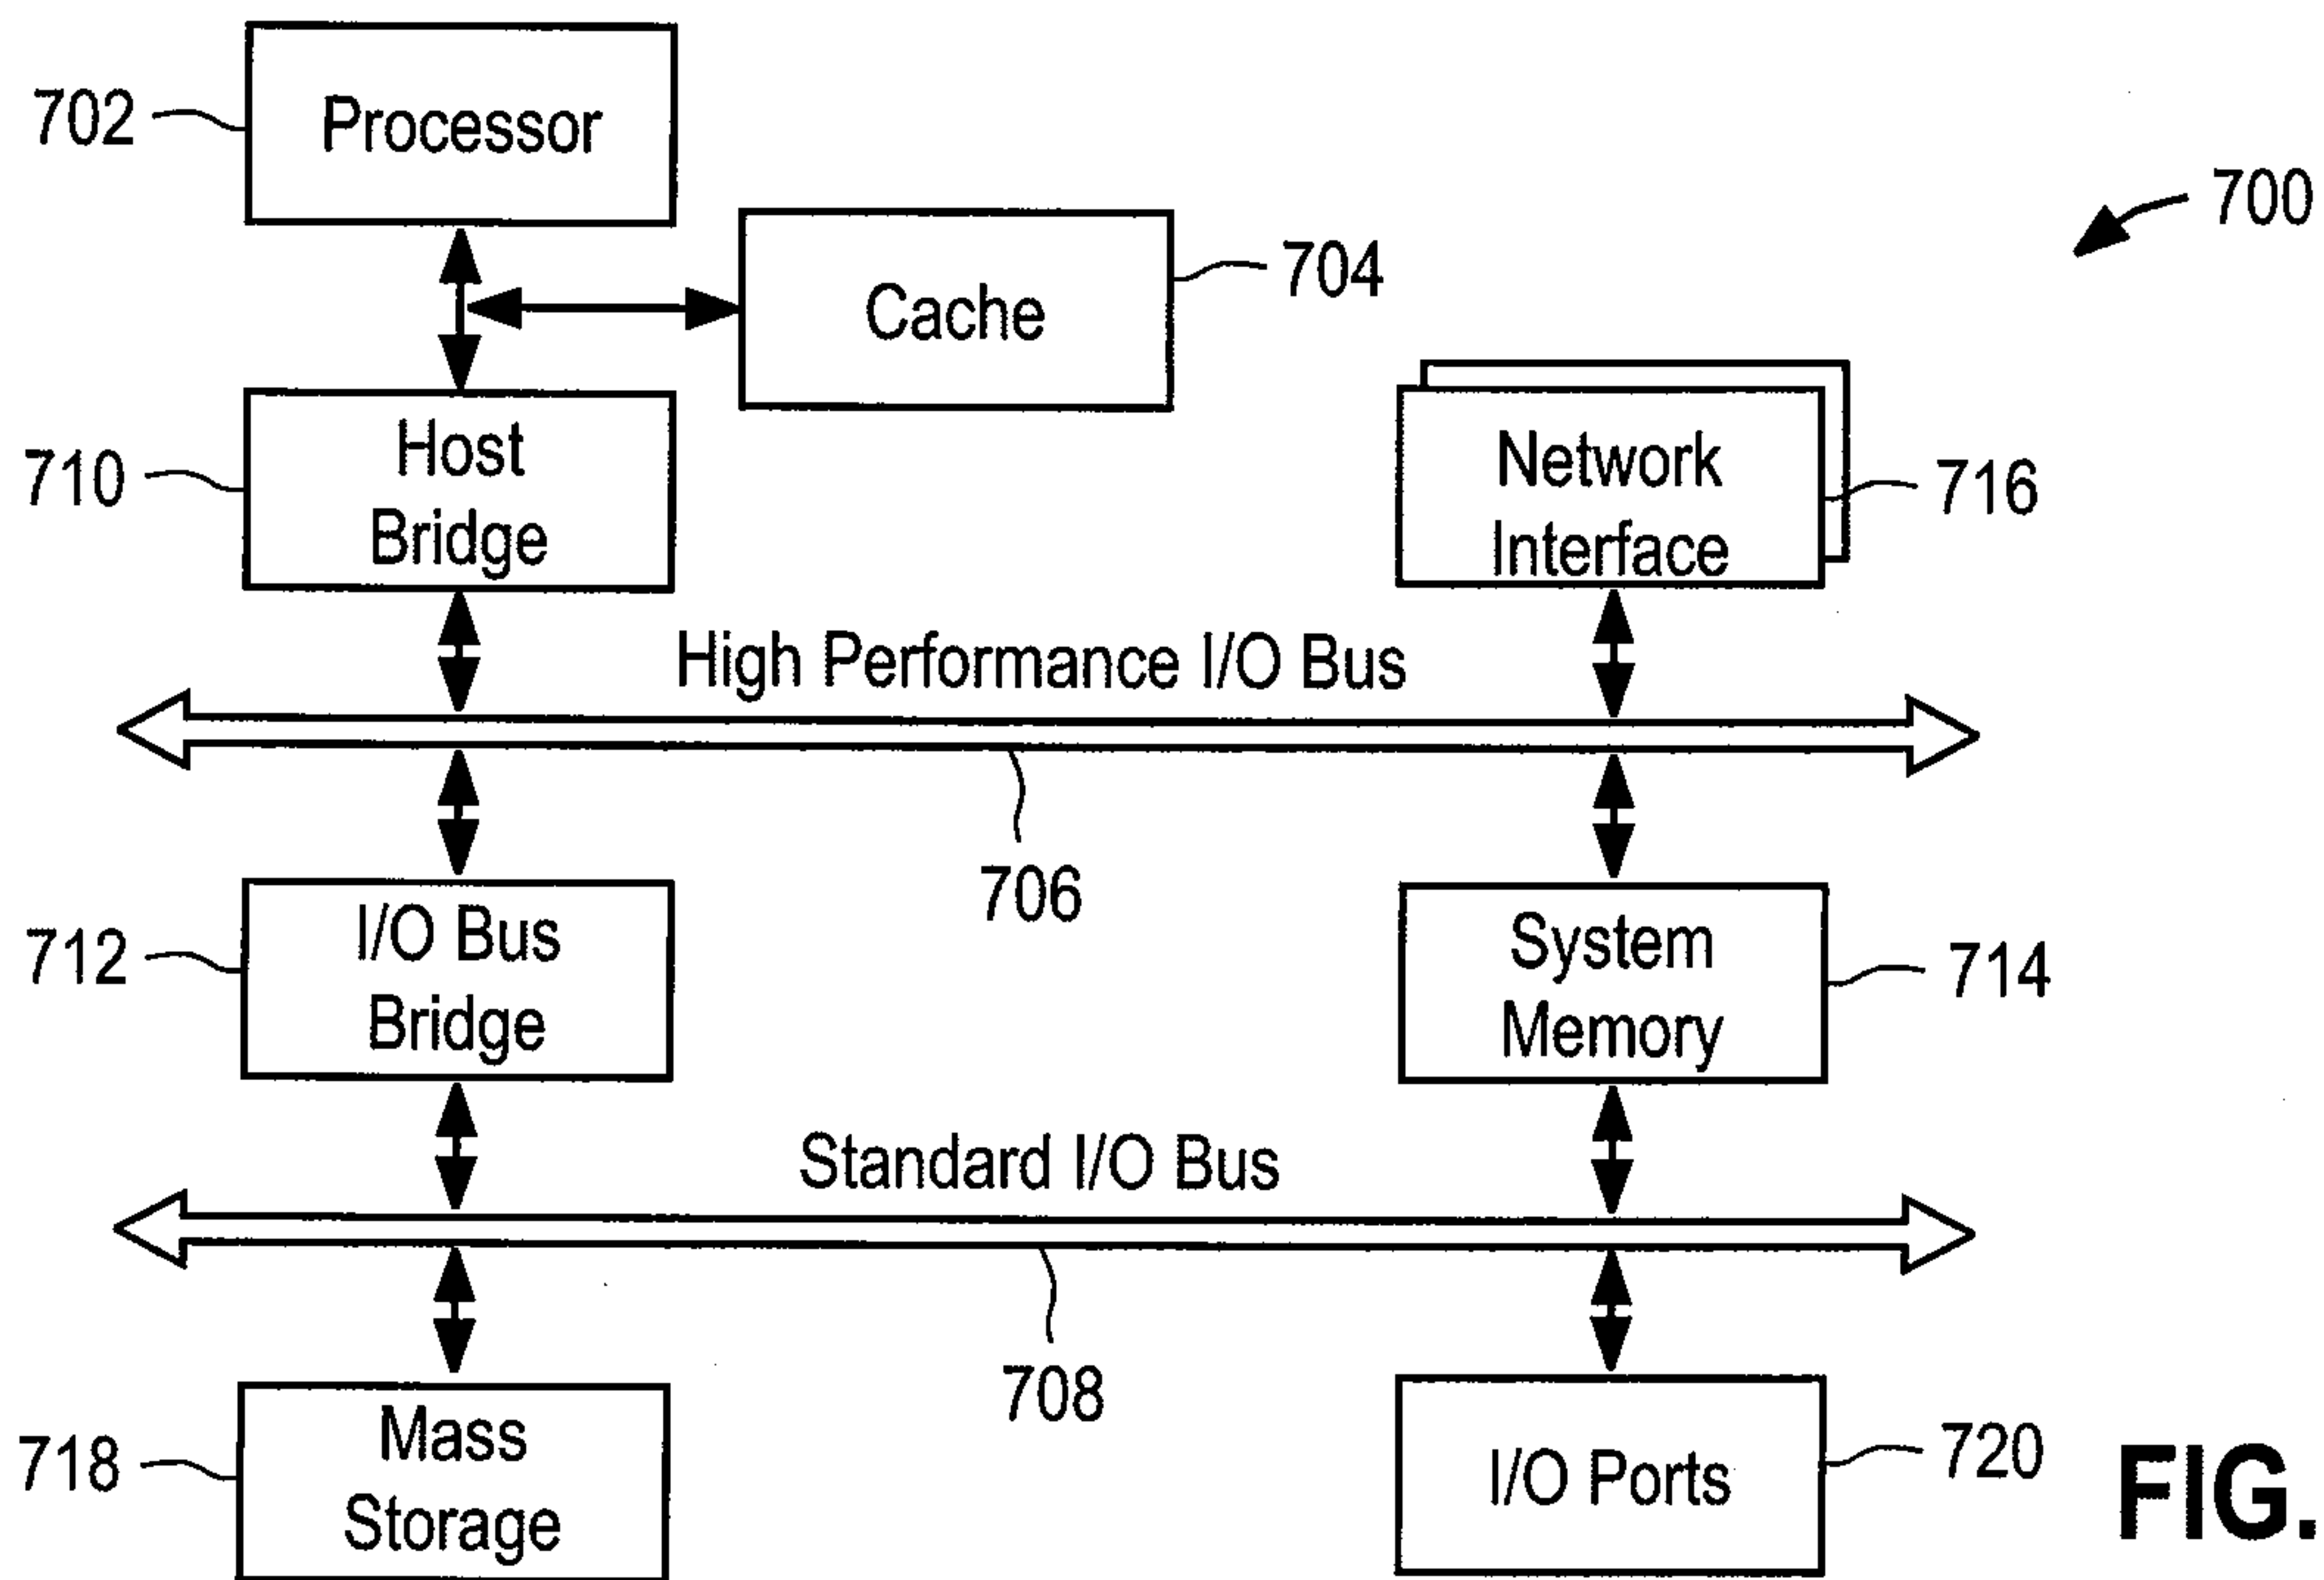 702
Processor
700
704
Cache
710
Host
Bridge
Network
Interface
716
High Performance I/O Bus
706
712
I/O Bus
Bridge
System
Memory
714
Standard I/O Bus
708
718
Mass
Storage
I/O Ports
720
FIG.